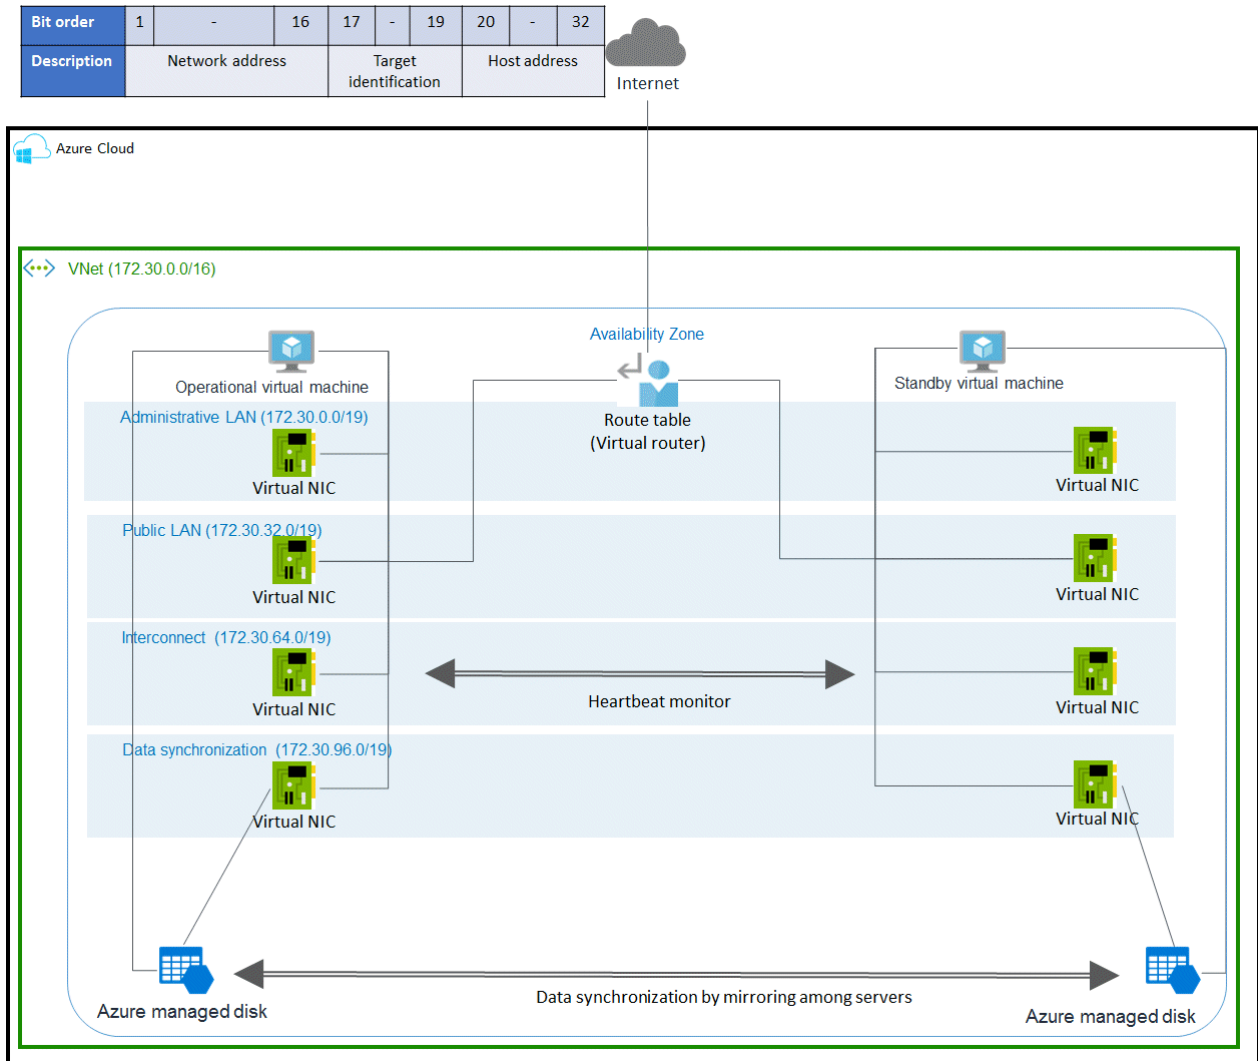 Bit order 1 - 16 17 - 19 20 - 32
Description Network address Target identification Host address
Internet
Azure Cloud
VNet (172.30.0.0/16)
Availability Zone
Operational virtual machine
Standby virtual machine
Administrative LAN (172.30.0.0/19)
Route table
(Virtual router)
Virtual NIC
Virtual NIC
Public LAN (172.30.32.0/19)
Virtual NIC
Virtual NIC
Interconnect (172.30.64.0/19)
Heartbeat monitor
Virtual NIC
Virtual NIC
Data synchronization (172.30.96.0/19)
Virtual NIC
Virtual NIC
Data synchronization by mirroring among servers
Azure managed disk
Azure managed disk